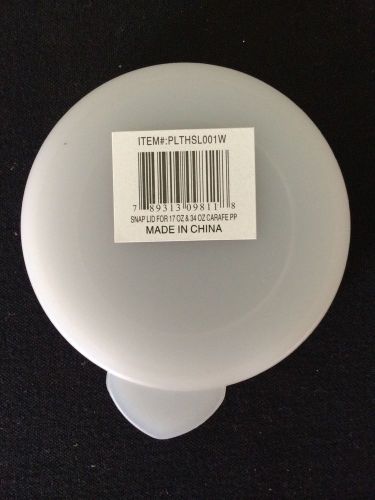 ITEM#:PLTHSL001W
7 89313 09811 8
SNAP LID FOR 17 OZ & 34 OZ CARAFE PP
MADE IN CHINA